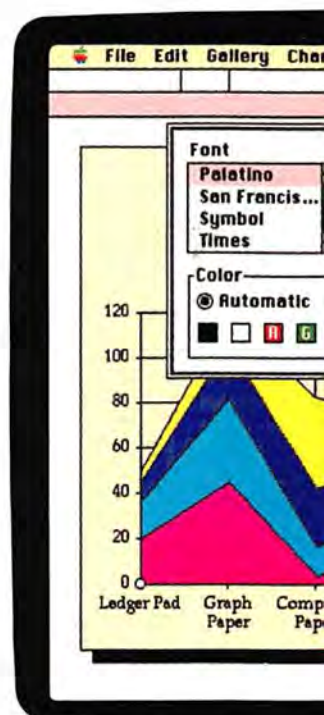 File Edit Gallery Char
Font
Palatino
San Francis...
Symbol
Times
Color
Automatic
R G
120
100
80
60
40
20
0
Ledger Pad Graph Comp
Paper Pape